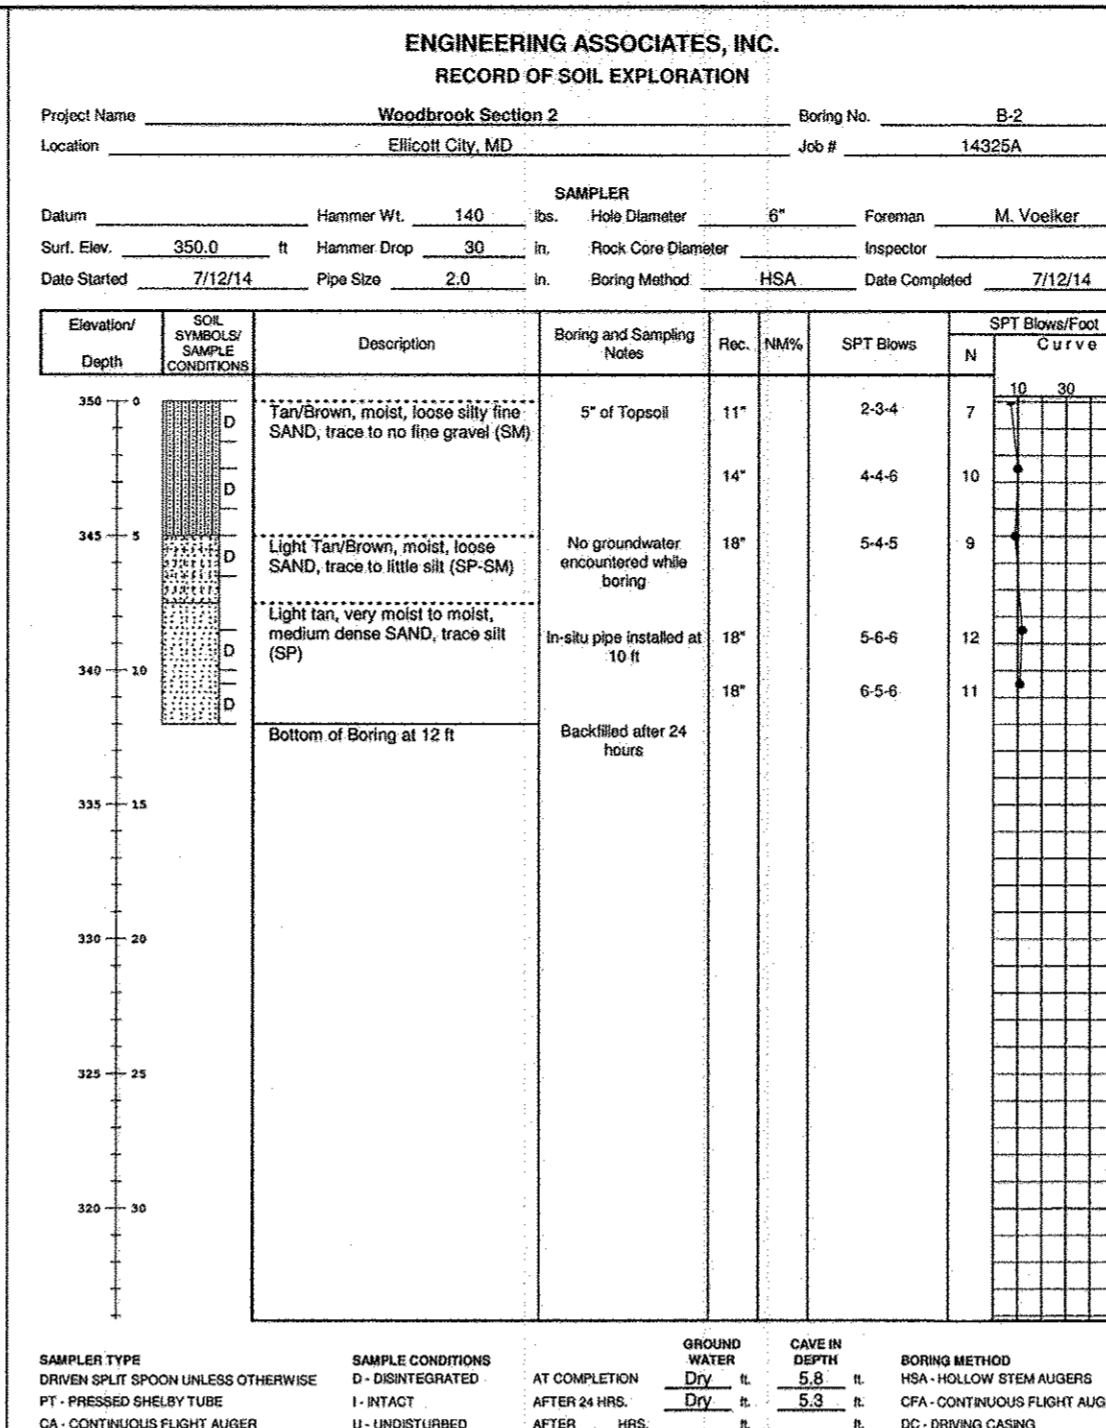 ENGINEERING ASSOCIATES, INC.
RECORD OF SOIL EXPLORATION
Project Name Woodbrook Section 2 Boring No. B-2
Location Ellicott City, MD Job # 14325A
SAMPLER
Datum Hammer Wt. 140 lbs. Hole Diameter 6" Foreman M. Voelker
Surf. Elev. 350.0 ft Hammer Drop 30 in. Rock Core Diameter Inspector
Date Started 7/12/14 Pipe Size 2.0 in. Boring Method HSA Date Completed 7/12/14
Elevation/ Depth
SOIL SYMBOLS/ SAMPLE CONDITIONS
Description
Boring and Sampling Notes
Rec.
NM%
SPT Blows
SPT Blows/Foot
N
Curve
10 30
350 0
D
Tan/Brown, moist, loose silty fine
SAND, trace to no fine gravel (SM)
5" of Topsoil
11" 2-3-4 7
D
14" 4-4-6 10
345 5
D
Light Tan/Brown, moist, loose
SAND, trace to little silt (SP-SM)
No groundwater
encountered while
boring
18" 5-4-5 9
Light tan, very moist to moist,
medium dense SAND, trace silt
(SP)
D
In-situ pipe installed at
10 ft
18" 5-6-6 12
340 10
D
18" 6-5-6 11
Bottom of Boring at 12 ft
Backfilled after 24
hours
335 15
330 20
325 25
320 30
SAMPLER TYPE
DRIVEN SPLIT SPOON UNLESS OTHERWISE
PT - PRESSED SHELBY TUBE
CA - CONTINUOUS FLIGHT AUGER
SAMPLE CONDITIONS
D - DISINTEGRATED
I - INTACT
U - UNDISTURBED
GROUND WATER
CAVE IN DEPTH
AT COMPLETION Dry ft. 5.8 ft.
AFTER 24 HRS. Dry ft. 5.3 ft.
AFTER HRS. ft. ft.
BORING METHOD
HSA - HOLLOW STEM AUGERS
CFA - CONTINUOUS FLIGHT AUG
DC - DRIVING CASING